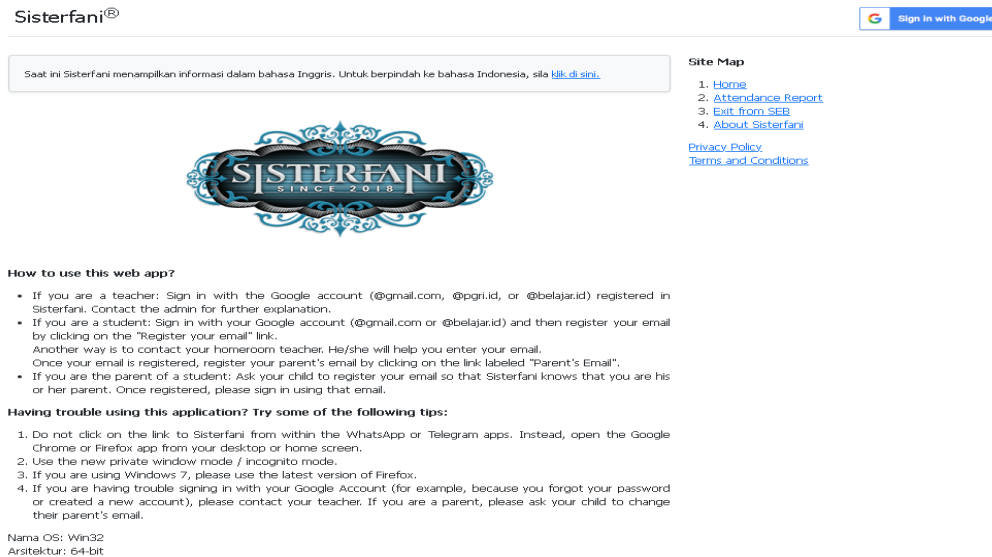 Sisterfani®
Sign in with Google
Saat ini Sisterfani menampilkan informasi dalam bahasa Inggris. Untuk berpindah ke bahasa Indonesia, sila klik di sini.
SISTERFANI
SINCE 2018
How to use this web app?
• If you are a teacher: Sign in with the Google account (@gmail.com, @pgri.id, or @belajar.id) registered in
Sisterfani. Contact the admin for further explanation.
• If you are a student: Sign in with your Google account (@gmail.com or @belajar.id) and then register your email
by clicking on the "Register your email" link.
Another way is to contact your homeroom teacher. He/she will help you enter your email.
Once your email is registered, register your parent's email by clicking on the link labeled "Parent's Email".
• If you are the parent of a student: Ask your child to register your email so that Sisterfani knows that you are his
or her parent. Once registered, please sign in using that email.
Having trouble using this application? Try some of the following tips:
1. Do not click on the link to Sisterfani from within the WhatsApp or Telegram apps. Instead, open the Google
Chrome or Firefox app from your desktop or home screen.
2. Use the new private window mode / incognito mode.
3. If you are using Windows 7, please use the latest version of Firefox.
4. If you are having trouble signing in with your Google Account (for example, because you forgot your password
or created a new account), please contact your teacher. If you are a parent, please ask your child to change
their parent's email.
Nama OS: Win32
Arsitektur: 64-bit
Site Map
1. Home
2. Attendance Report
3. Exit from SEB
4. About Sisterfani
Privacy Policy
Terms and Conditions